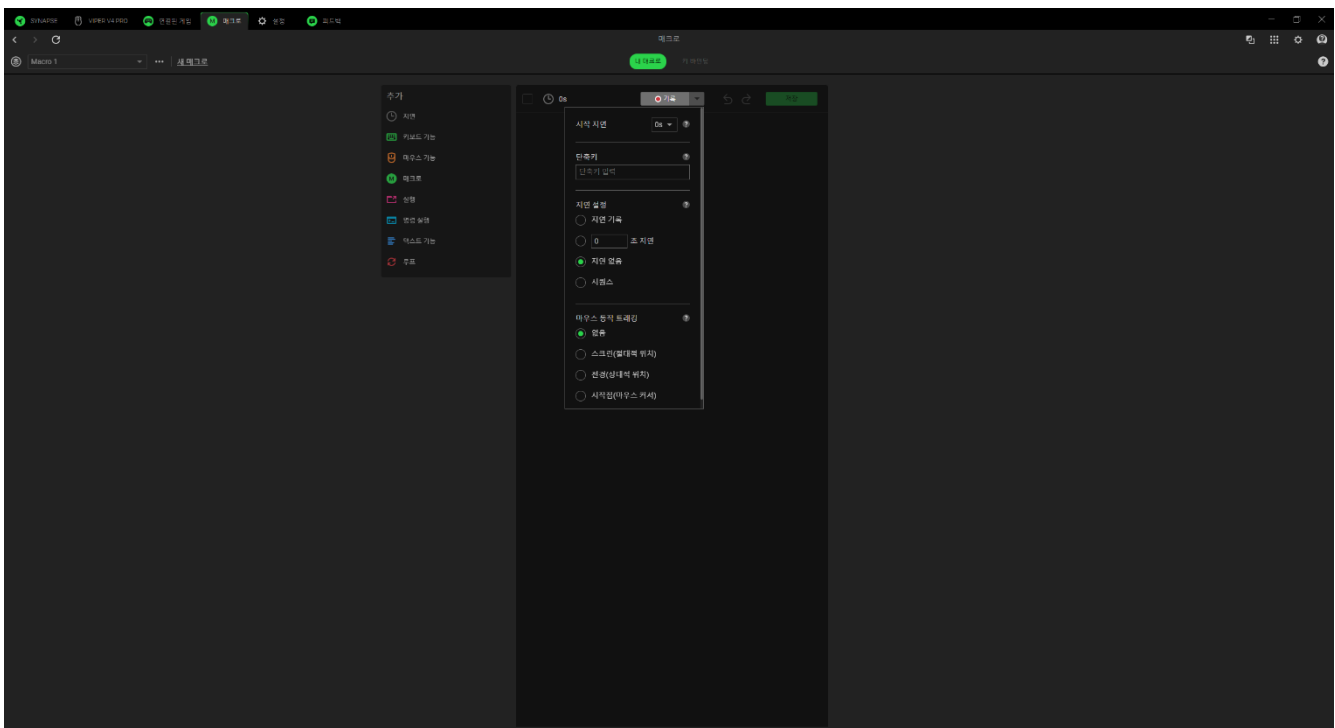 SYNAPSE VIPER V4 PRO 연결된 게임 매크로 설정 피드백
매크로
Macro 1 새 매크로 내 매크로
추가
지연
키보드 기능
마우스 기능
매크로
실행
명령 실행
텍스트 기능
루프
0s 기록 저장
시작 지연 0s
단축키
단축키 입력
지연 설정
지연 기록
0 초 지연
지연 없음
시퀀스
마우스 동작 트래킹
없음
스크린(절대적 위치)
전경(상대적 위치)
시작점(마우스 커서)